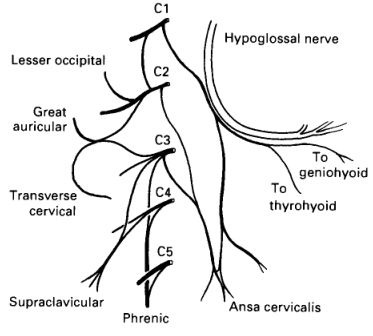 C1
Hypoglossal nerve
Lesser occipital
C2
Great
auricular
C3
To
geniohyoid
To
thyrohyoid
Transverse
cervical
C4
C5
Supraclavicular
Phrenic
Ansa cervicalis